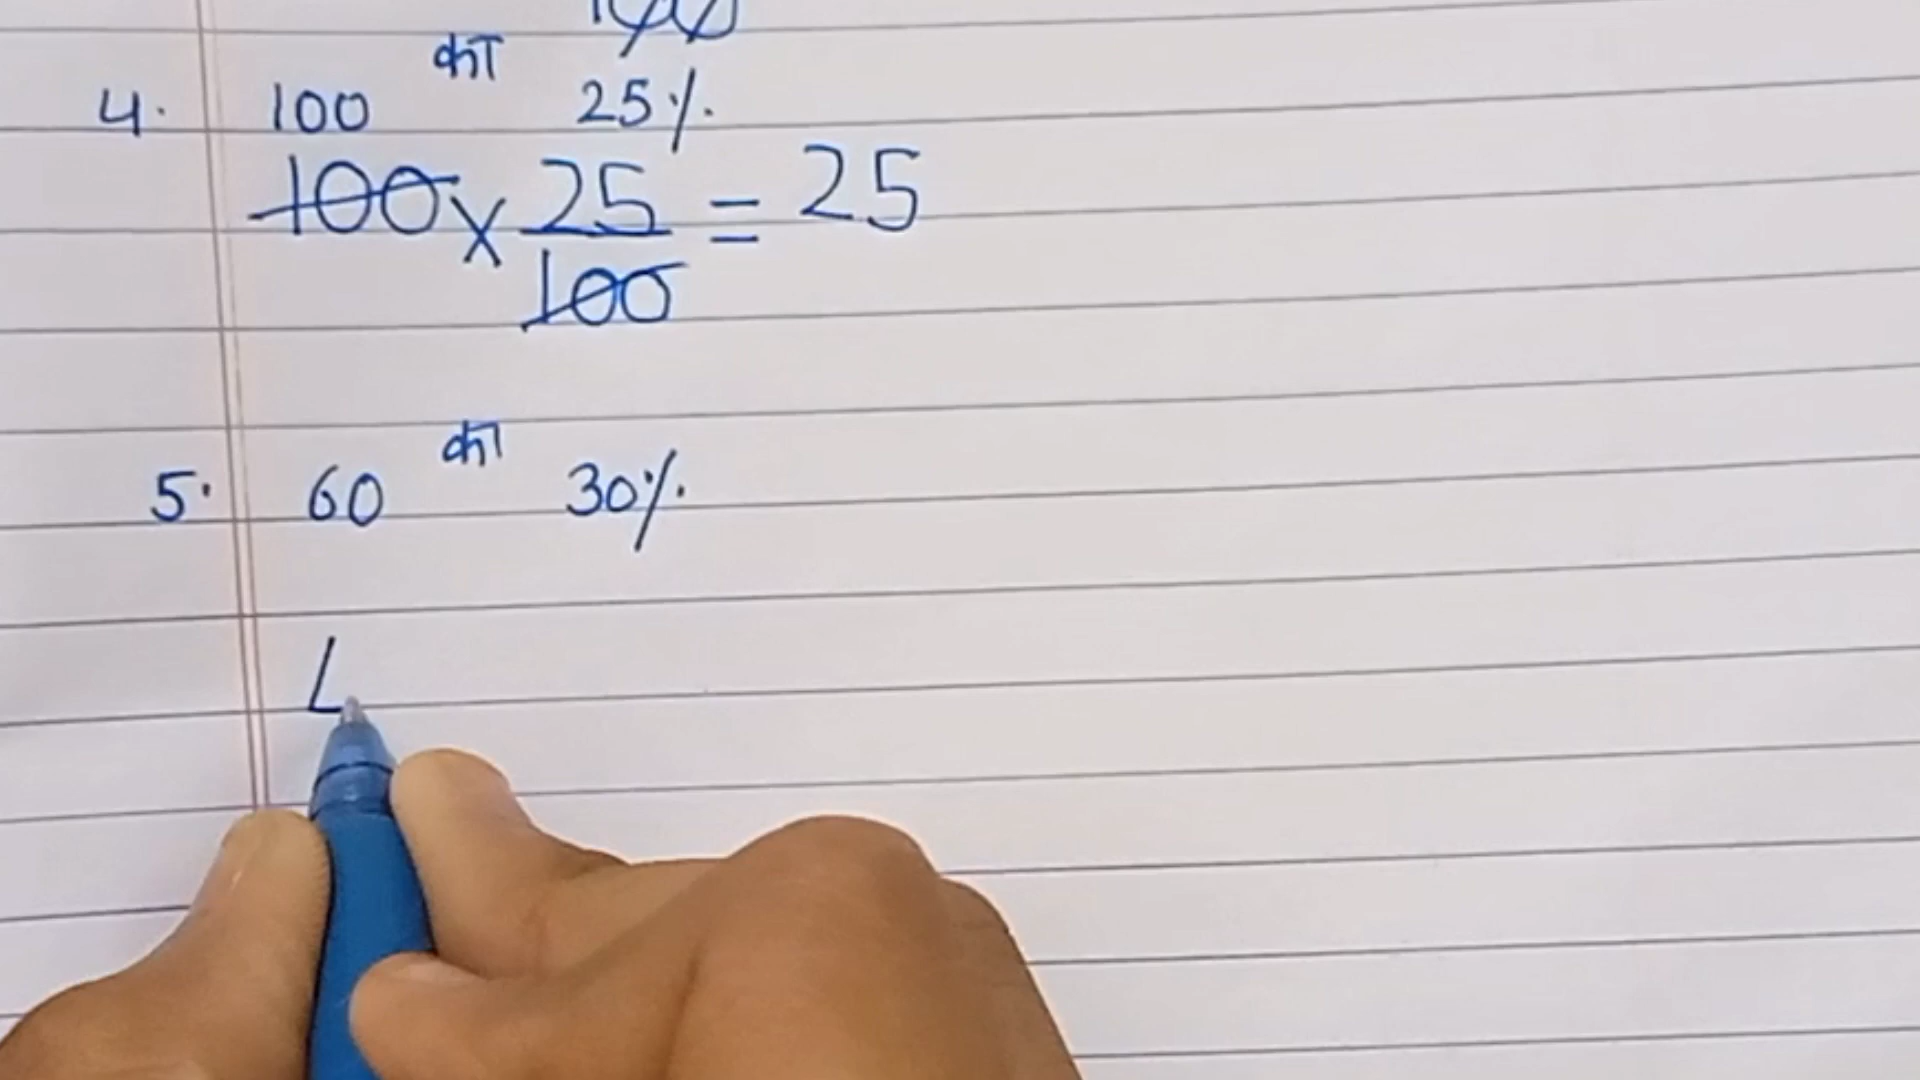 4. 100 का 25%
100 × 25/100 = 25
5. 60 का 30%